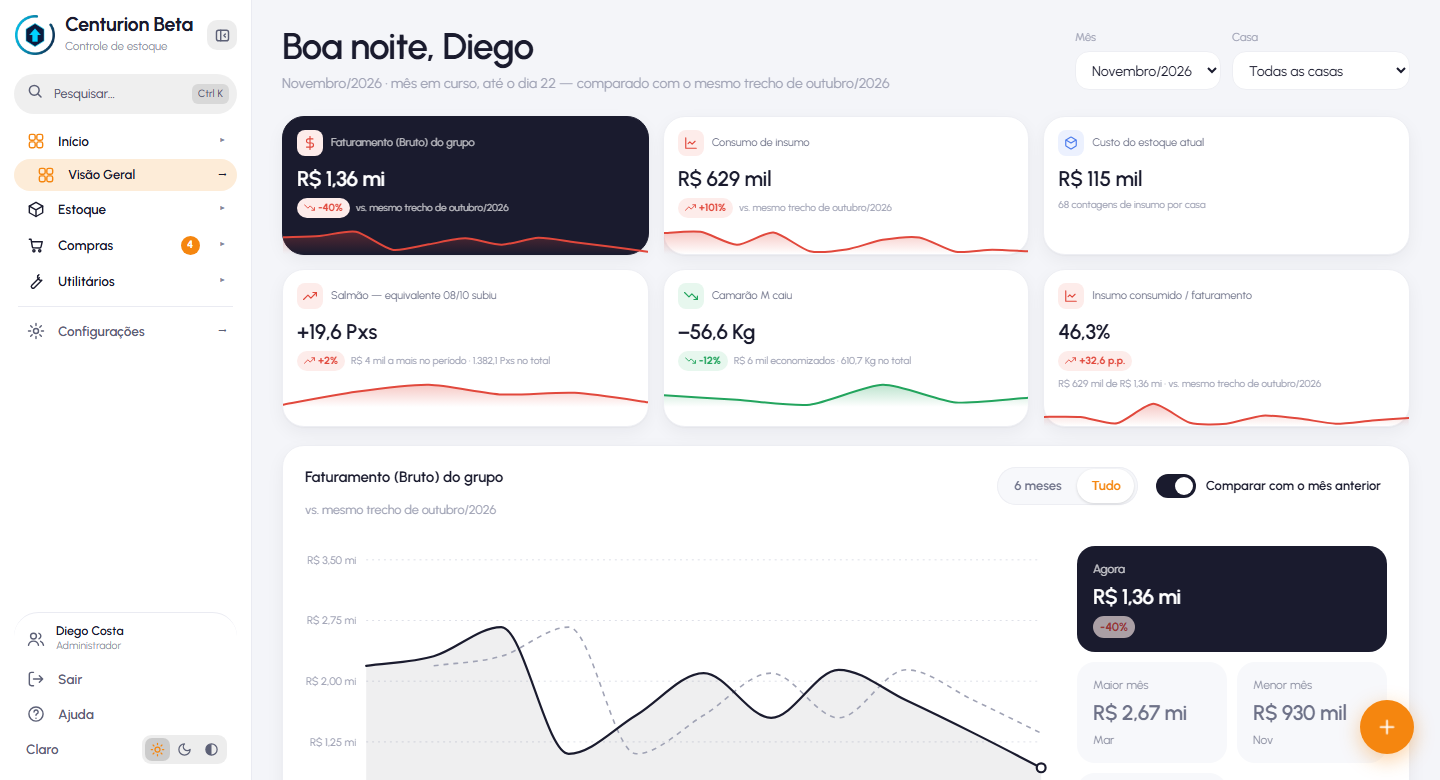 Centurion Beta
Controle de estoque
Pesquisar...
Ctrl K
Início
Visão Geral
Estoque
Compras
4
Utilitários
Configurações
Diego Costa
Administrador
Sair
Ajuda
Claro
Boa noite, Diego
Novembro/2026 · mês em curso, até o dia 22 — comparado com o mesmo trecho de outubro/2026
Mês
Novembro/2026
Casa
Todas as casas
Faturamento (Bruto) do grupo
R$ 1,36 mi
-40% vs. mesmo trecho de outubro/2026
Consumo de insumo
R$ 629 mil
+101% vs. mesmo trecho de outubro/2026
Custo do estoque atual
R$ 115 mil
68 contagens de insumo por casa
Salmão — equivalente 08/10 subiu
+19,6 Pxs
+2% R$ 4 mil a mais no período · 1.382,1 Pxs no total
Camarão M caiu
−56,6 Kg
-12% R$ 6 mil economizados · 610,7 Kg no total
Insumo consumido / faturamento
46,3%
+32,6 p.p.
R$ 629 mil de R$ 1,36 mi · vs. mesmo trecho de outubro/2026
Faturamento (Bruto) do grupo
vs. mesmo trecho de outubro/2026
6 meses
Tudo
Comparar com o mês anterior
R$ 3,50 mi
R$ 2,75 mi
R$ 2,00 mi
R$ 1,25 mi
Agora
R$ 1,36 mi
-40%
Maior mês
R$ 2,67 mi
Mar
Menor mês
R$ 930 mil
Nov